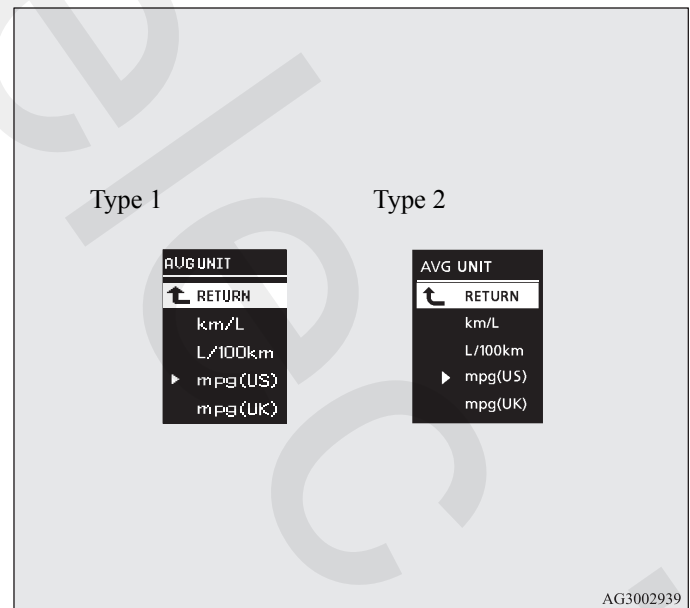 Type 1
Type 2
AVG UNIT
RETURN
km/L
L/100km
mpg(US)
mpg(UK)
AVG UNIT
RETURN
km/L
L/100km
mpg(US)
mpg(UK)
AG3002939